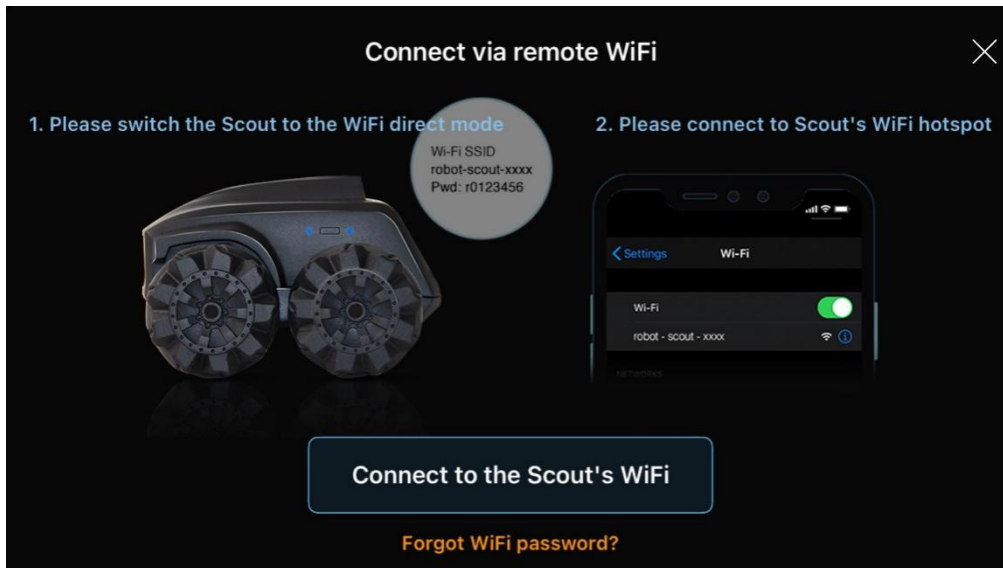 Connect via remote WiFi
1. Please switch the Scout to the WiFi direct mode
Wi-Fi SSID
robot-scout-xxxx
Pwd: r0123456
2. Please connect to Scout's WiFi hotspot
Settings
Wi-Fi
Wi-Fi
robot - scout - xxxx
NETWORKS
Connect to the Scout's WiFi
Forgot WiFi password?